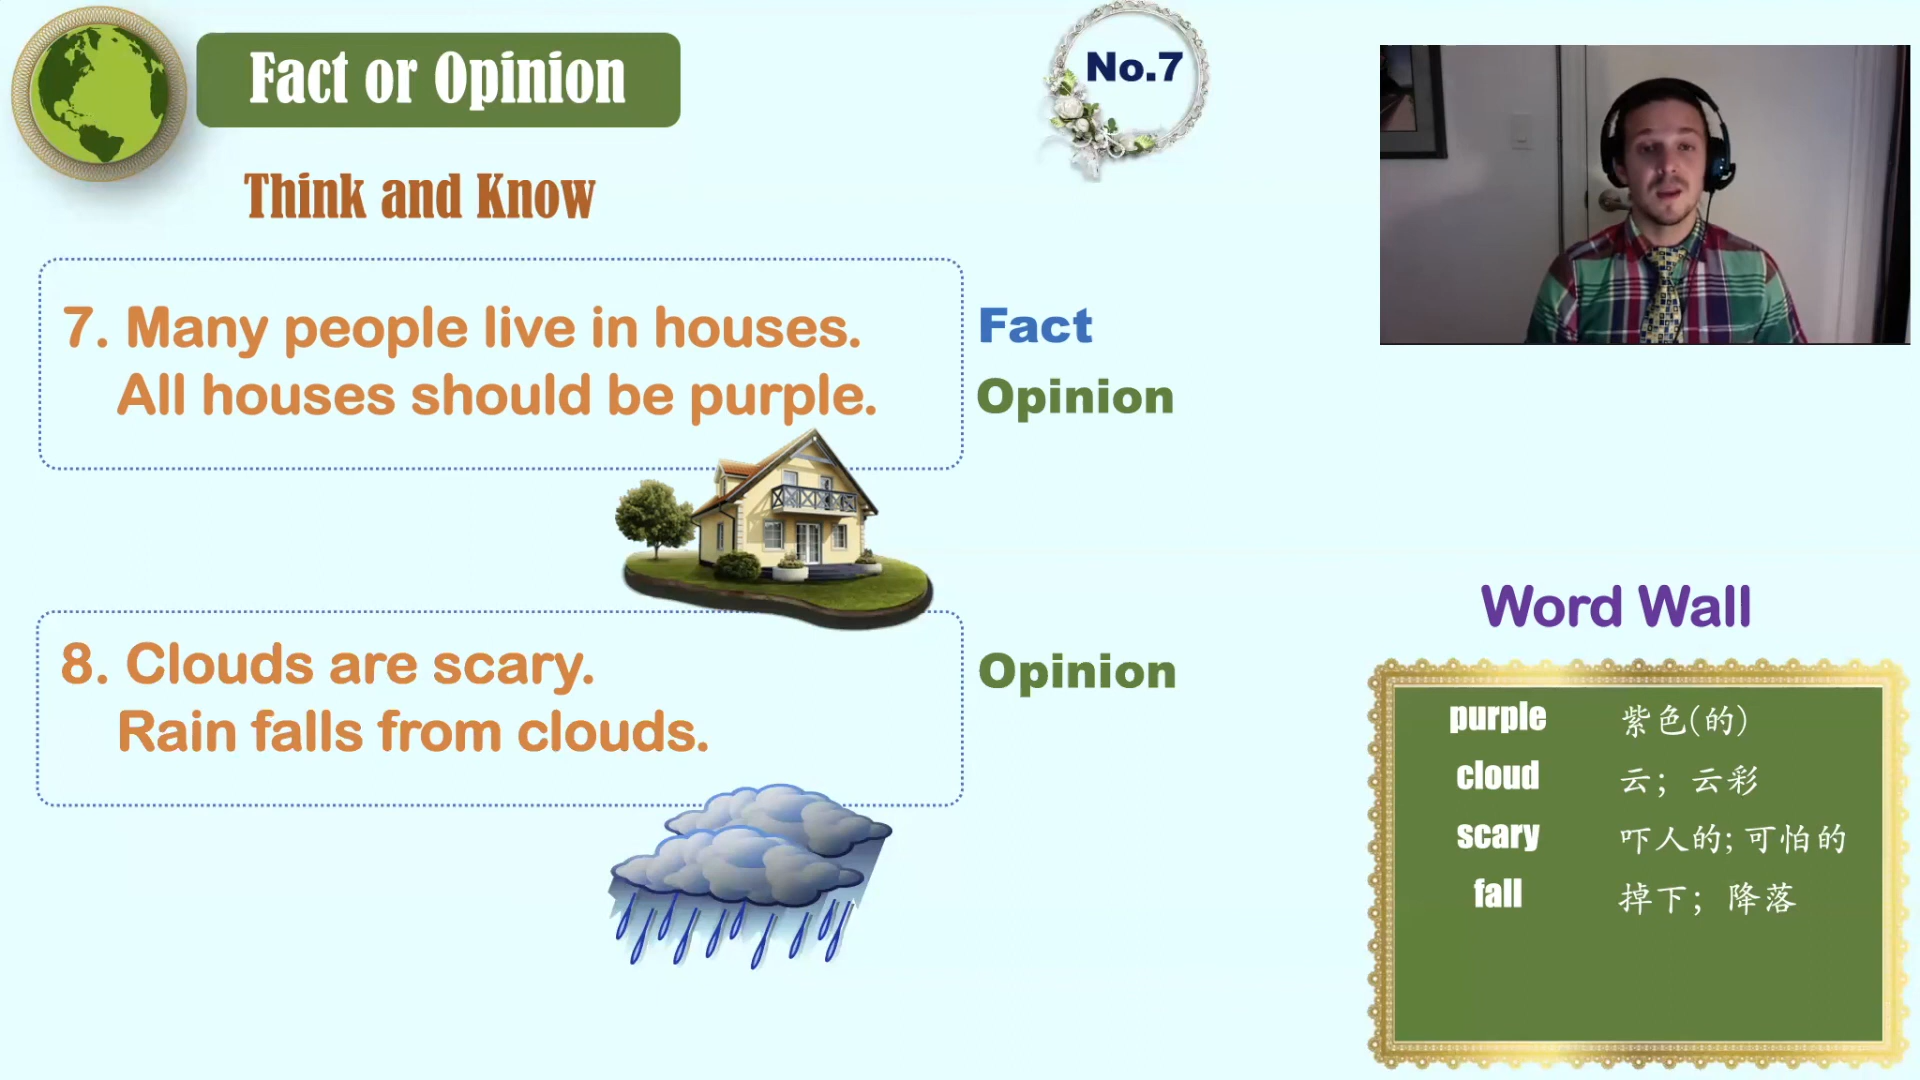 Fact or Opinion
No.7
Think and Know
7. Many people live in houses.
Fact
All houses should be purple.
Opinion
8. Clouds are scary.
Opinion
Rain falls from clouds.
Word Wall
purple 紫色(的)
cloud 云；云彩
scary 吓人的; 可怕的
fall 掉下；降落